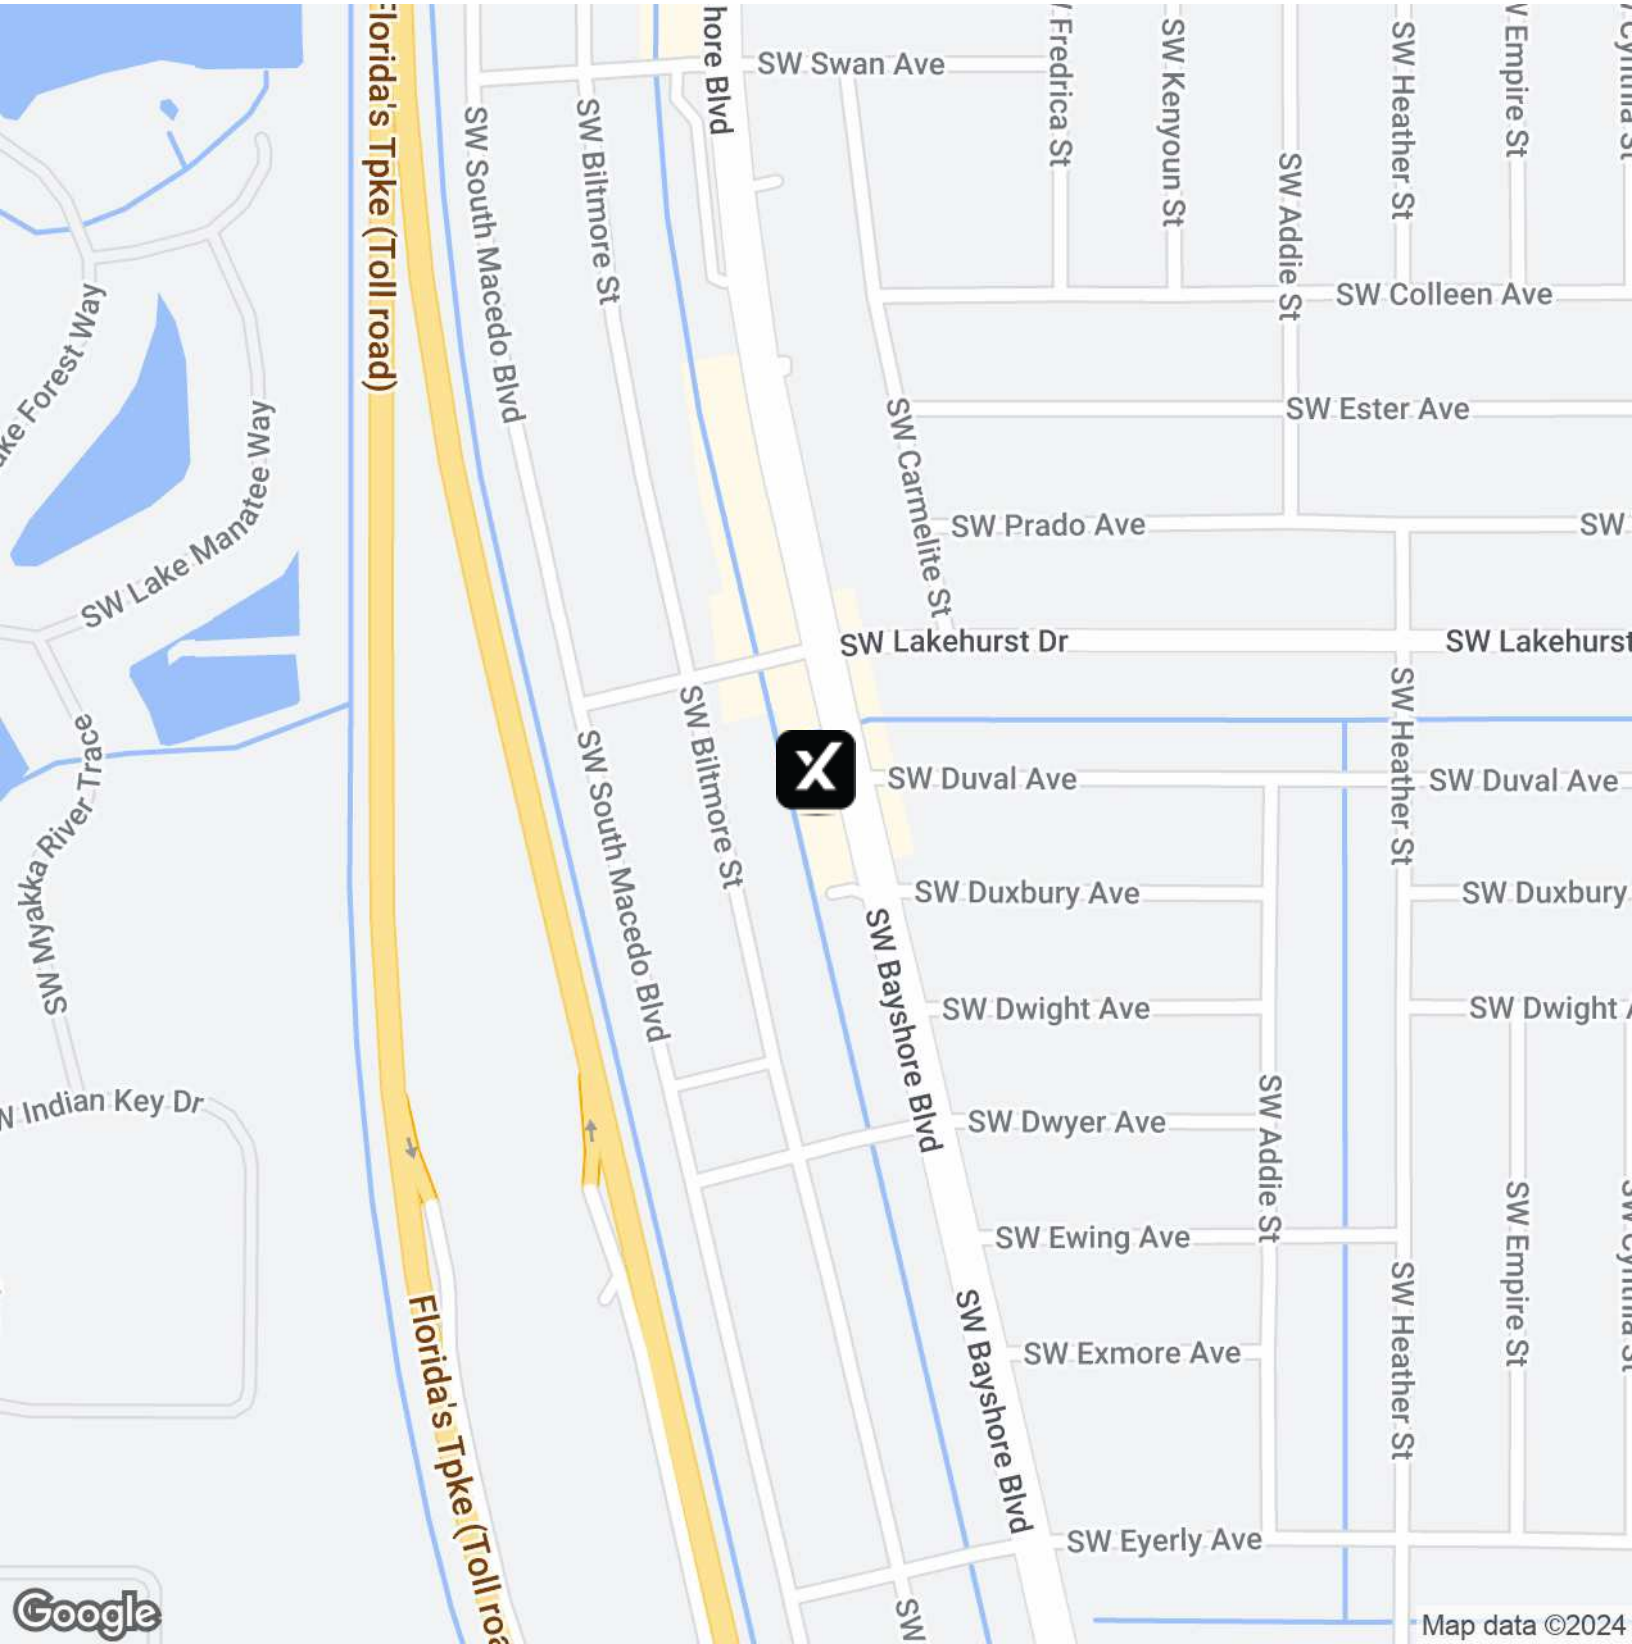 Florida's Tpke (Toll road)
hore Blvd
SW Swan Ave
Fredrica St
SW Kenyoun St
SW Heather St
Empire St
SW South Macedo Blvd
SW Biltmore St
SW Addie St
SW Colleen Ave
ke Forest Way
SW Lake Manatee Way
SW Carmelite St
SW Ester Ave
SW Prado Ave
SW
SW Lakehurst Dr
SW Lakehurst
SW Biltmore St
SW Heather St
SW Myakka River Trace
SW South Macedo Blvd
X
SW Duval Ave
SW Duval Ave
SW Duxbury Ave
SW Duxbury
SW Bayshore Blvd
SW Dwight Ave
SW Dwight
W Indian Key Dr
SW Addie St
SW Dwyer Ave
SW Empire St
SW Ewing Ave
SW Heather St
Florida's Tpke (Toll roa
SW Bayshore Blvd
SW Exmore Ave
SW Eyerly Ave
SW
Google
Map data ©2024